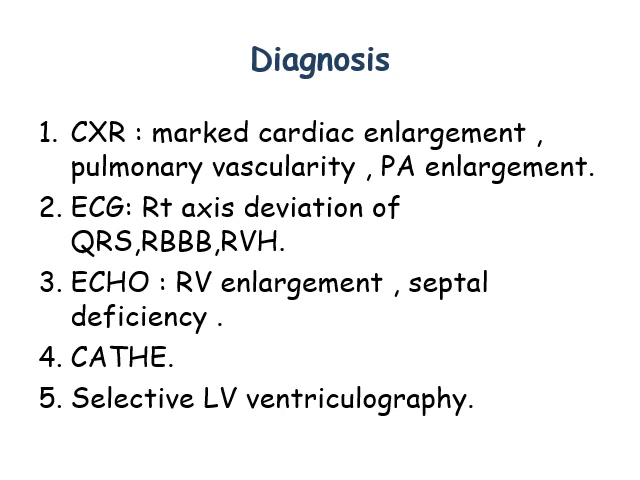 Diagnosis
1. CXR : marked cardiac enlargement ,
pulmonary vascularity , PA enlargement.
2. ECG: Rt axis deviation of
QRS,RBBB,RVH.
3. ECHO : RV enlargement , septal
deficiency .
4. CATHE.
5. Selective LV ventriculography.